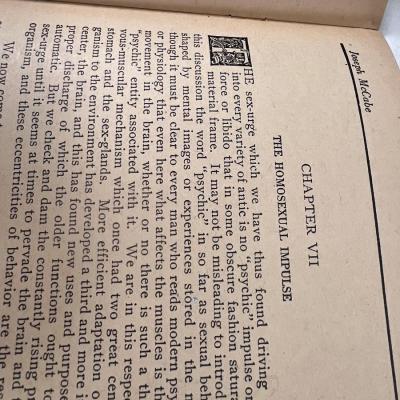 Joseph McCabe
CHAPTER VII
THE HOMOSEXUAL IMPULSE
THE sex-urge which we have thus found driving
into every variety of antic is no "psychic" impulse or
force or libido that in some obscure fashion satura
material frame. It may not be misleading to introd
this discussion the word "psychic" in so far as sexual beh
shaped by mental images or experiences stored in the m
though it must be clear to every man who reads modern psy
or physiology that even here what affects the muscles is the
movement in the brain, whether or no there is such a th
"psychic" entity associated with it. We are in this respec
vous-muscular mechanism which once had two great cen
stomach and the sex-glands. More efficient adaptation o
ganism to the environment has developed a third and more i
center, the brain, and this has found new uses and purpose
proper discharge of which the older functions ought to
automatic. But we check and dam the constantly rising pr
sex-urge until it seems at times to pervade the brain and t
organism, and these eccentricities of behavior are the res
We now